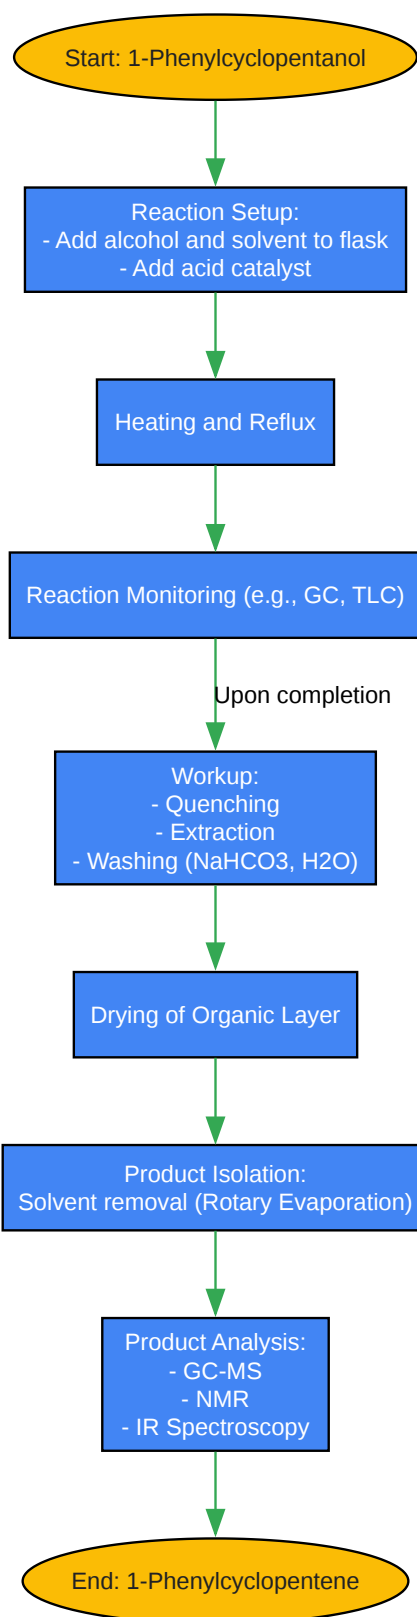 Start: 1-Phenylcyclopentanol
Reaction Setup:
- Add alcohol and solvent to flask
- Add acid catalyst
Heating and Reflux
Reaction Monitoring (e.g., GC, TLC)
Upon completion
Workup:
- Quenching
- Extraction
- Washing (NaHCO3, H2O)
Drying of Organic Layer
Product Isolation:
Solvent removal (Rotary Evaporation)
Product Analysis:
- GC-MS
- NMR
- IR Spectroscopy
End: 1-Phenylcyclopentene